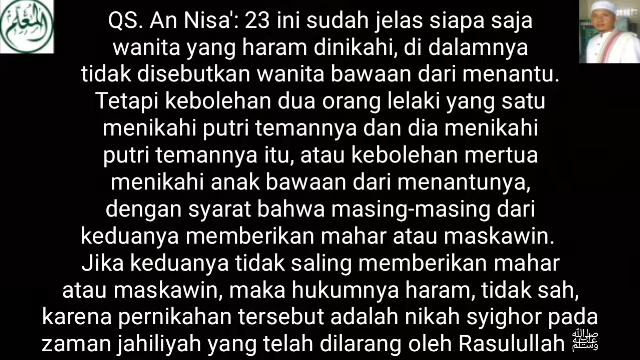 المعلم
QS. An Nisa': 23 ini sudah jelas siapa saja
wanita yang haram dinikahi, di dalamnya
tidak disebutkan wanita bawaan dari menantu.
Tetapi kebolehan dua orang lelaki yang satu
menikahi putri temannya dan dia menikahi
putri temannya itu, atau kebolehan mertua
menikahi anak bawaan dari menantunya,
dengan syarat bahwa masing-masing dari
keduanya memberikan mahar atau maskawin.
Jika keduanya tidak saling memberikan mahar
atau maskawin, maka hukumnya haram, tidak sah,
karena pernikahan tersebut adalah nikah syighor pada
zaman jahiliyah yang telah dilarang oleh Rasulullah ﷺ